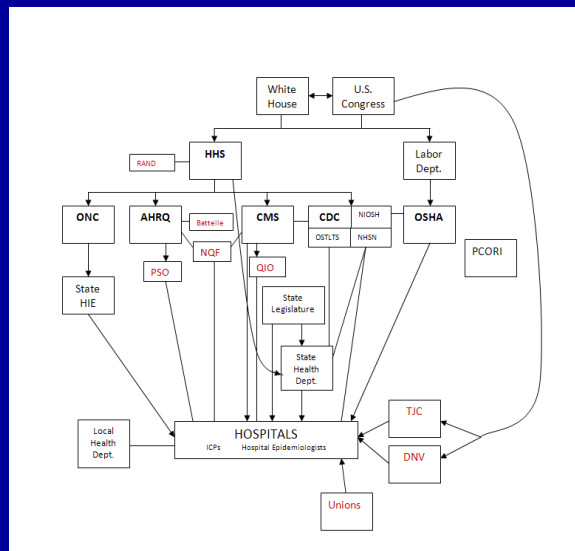 White
House
U.S.
Congress
RAND
HHS
Labor
Dept.
ONC
AHRQ
Battelle
CMS
CDC
NIOSH
OSTLTS
NHSN
OSHA
NQF
PSO
QIO
PCORI
State
HIE
State
Legislature
State
Health
Dept.
TJC
Local
Health
Dept.
HOSPITALS
ICPs Hospital Epidemiologists
DNV
Unions